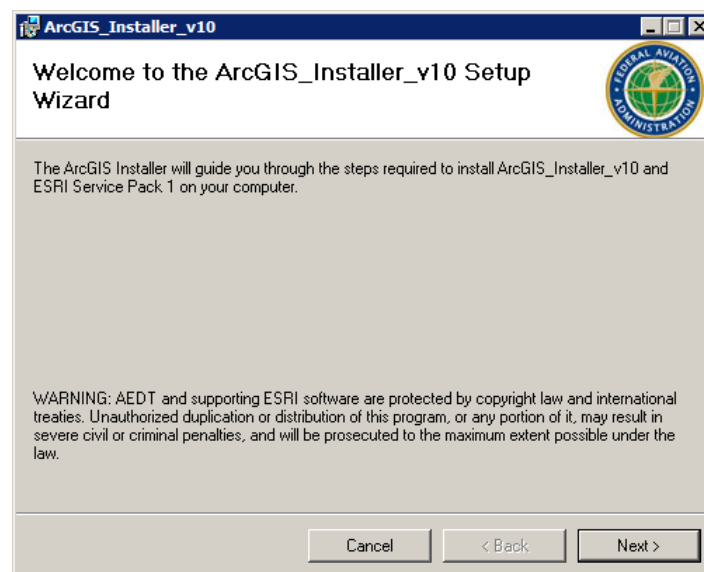 ArcGIS_Installer_v10
Welcome to the ArcGIS_Installer_v10 Setup
Wizard
FEDERAL AVIATION
ADMINISTRATION
The ArcGIS Installer will guide you through the steps required to install ArcGIS_Installer_v10 and
ESRI Service Pack 1 on your computer.
WARNING: AEDT and supporting ESRI software are protected by copyright law and international
treaties. Unauthorized duplication or distribution of this program, or any portion of it, may result in
severe civil or criminal penalties, and will be prosecuted to the maximum extent possible under the
law.
Cancel
< Back
Next >